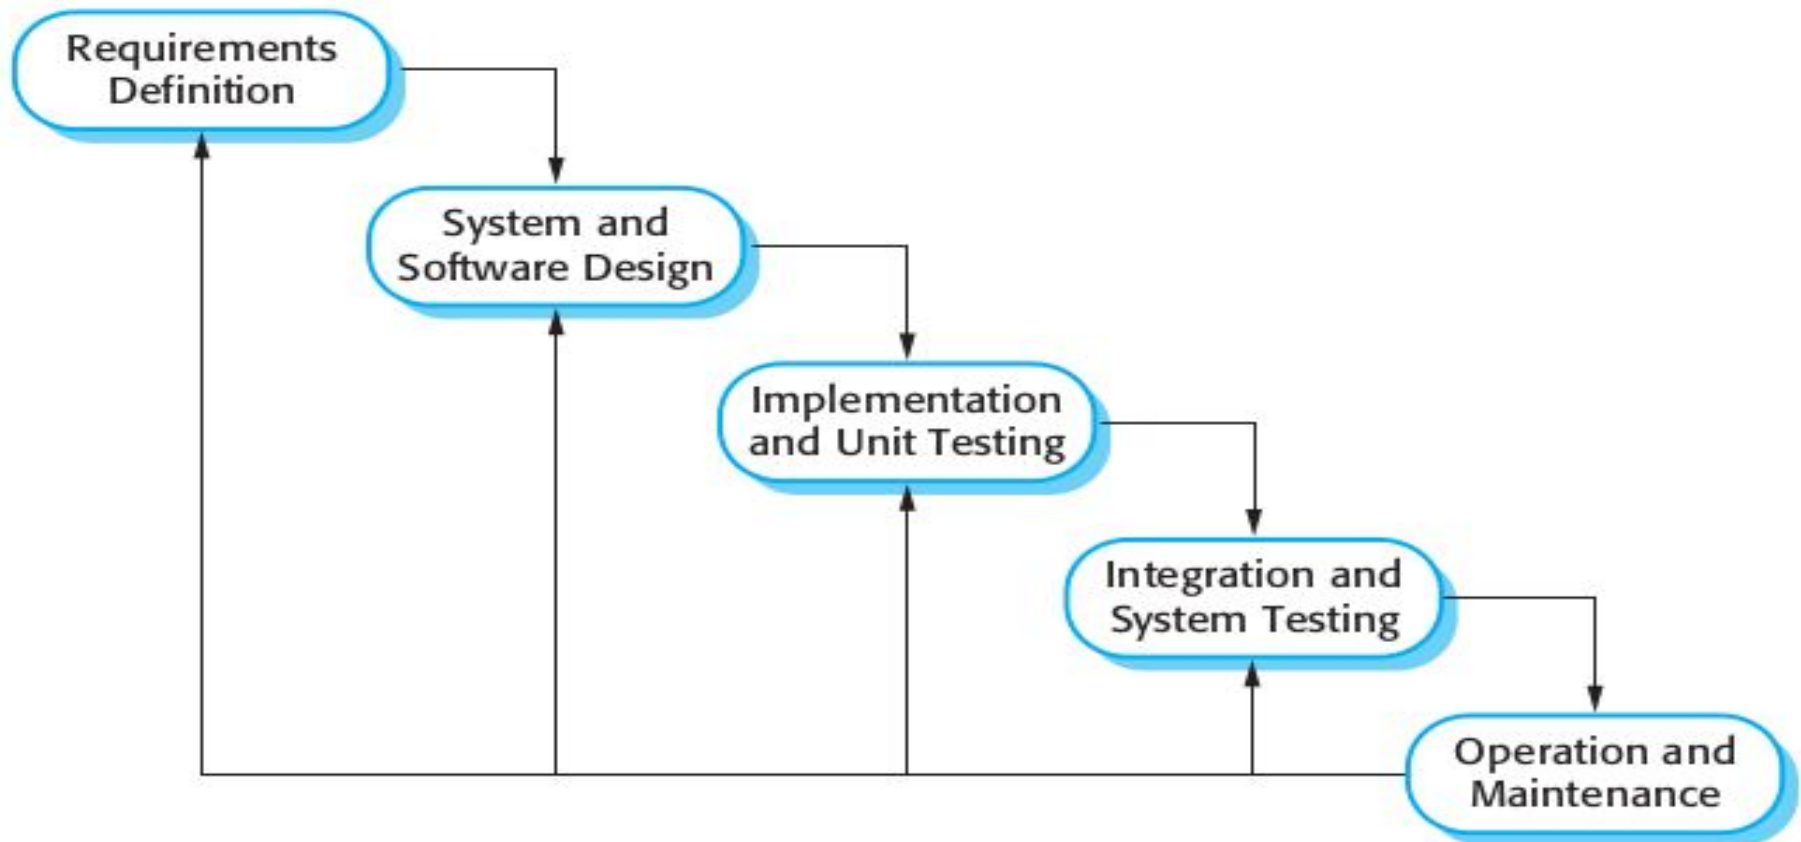 Requirements
Definition
System and
Software Design
Implementation
and Unit Testing
Integration and
System Testing
Operation and
Maintenance